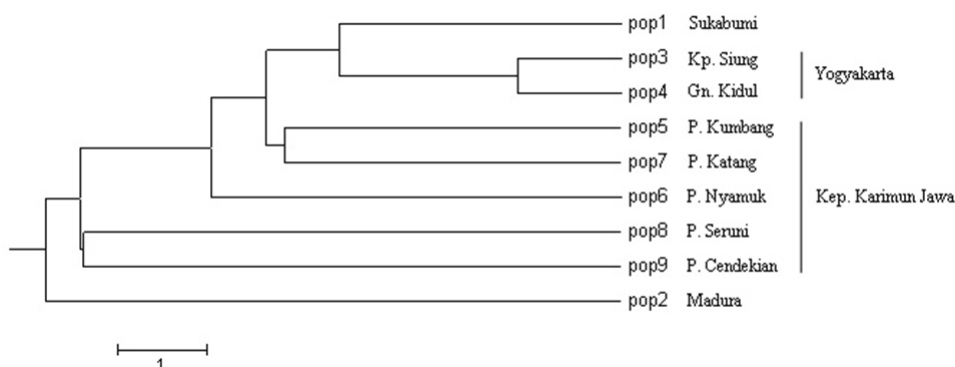 pop1 Sukabumi
pop3 Kp. Siung
Yogyakarta
pop4 Gn. Kidul
pop5 P. Kumbang
pop7 P. Katang
pop6 P. Nyamuk
Kep. Karimun Jawa
pop8 P. Seruni
pop9 P. Cendekian
pop2 Madura
1